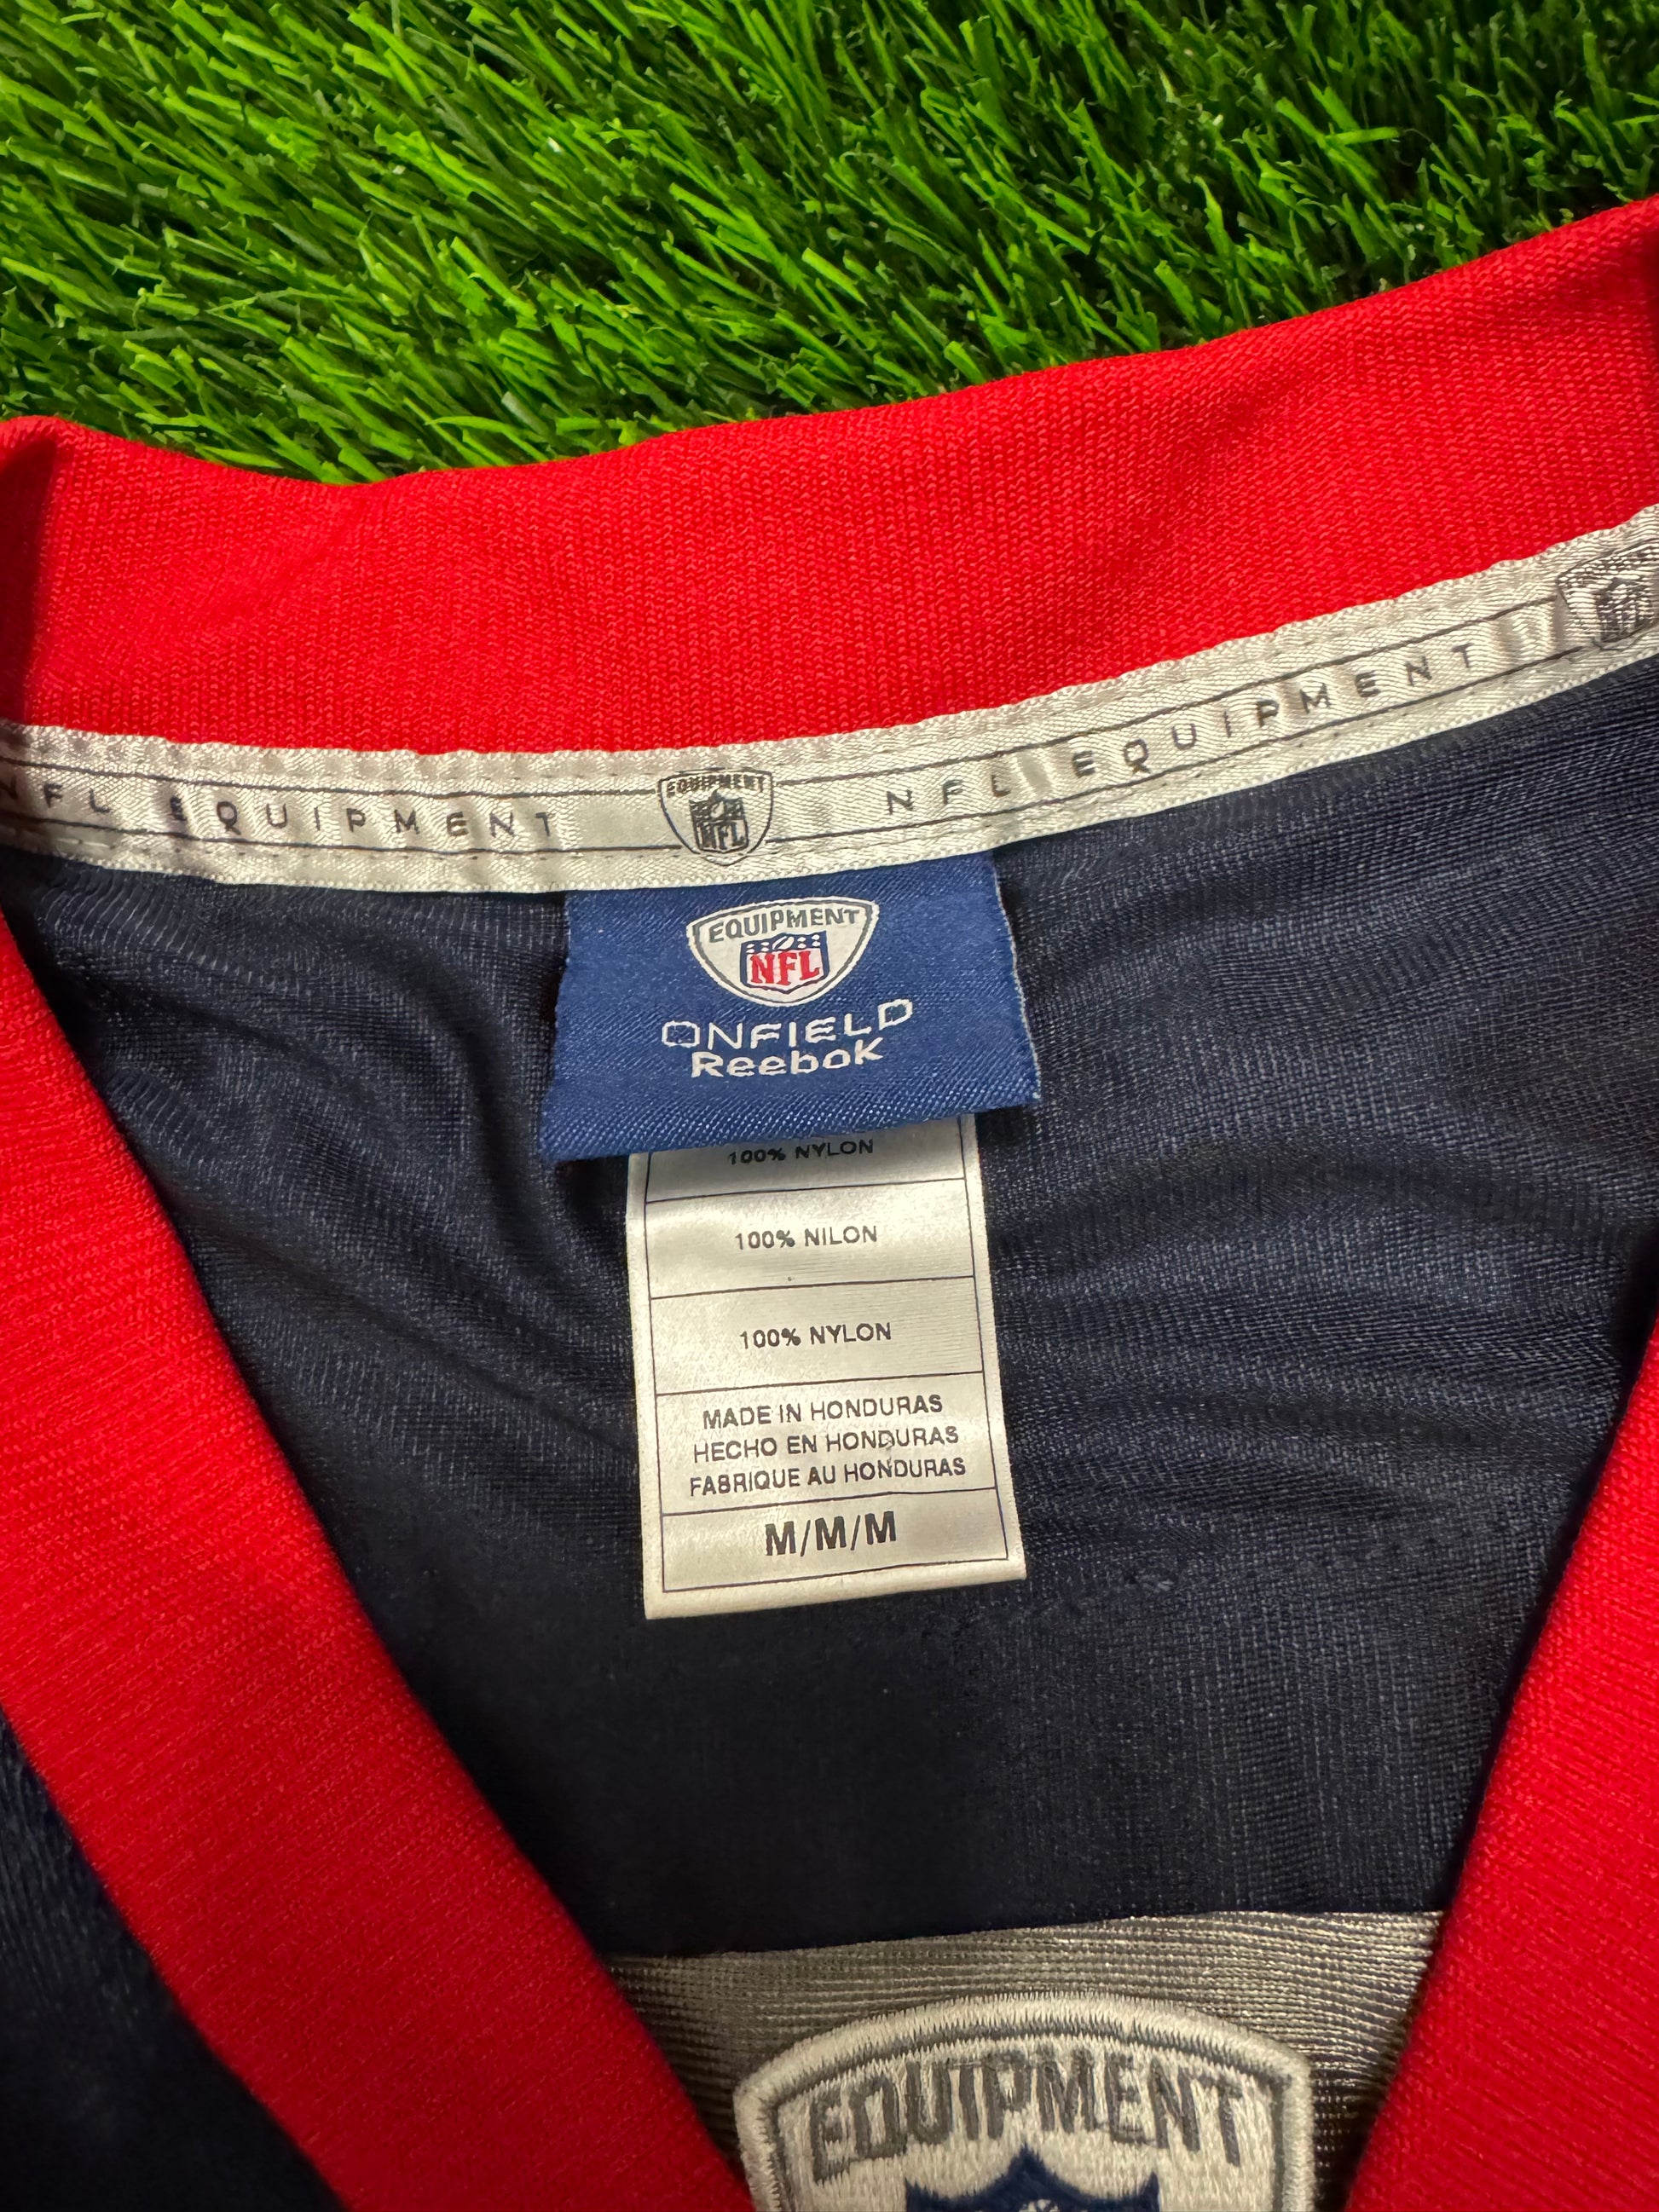 NFL EQUIPMENT
EQUIPMENT
NFL
NFL EQUIPMENT
EQUIPMENT
NFL
ONFIELD
Reebok
100% NYLON
100% NILON
100% NYLON
MADE IN HONDURAS
HECHO EN HONDURAS
FABRIQUE AU HONDURAS
M/M/M
EQUIPMENT